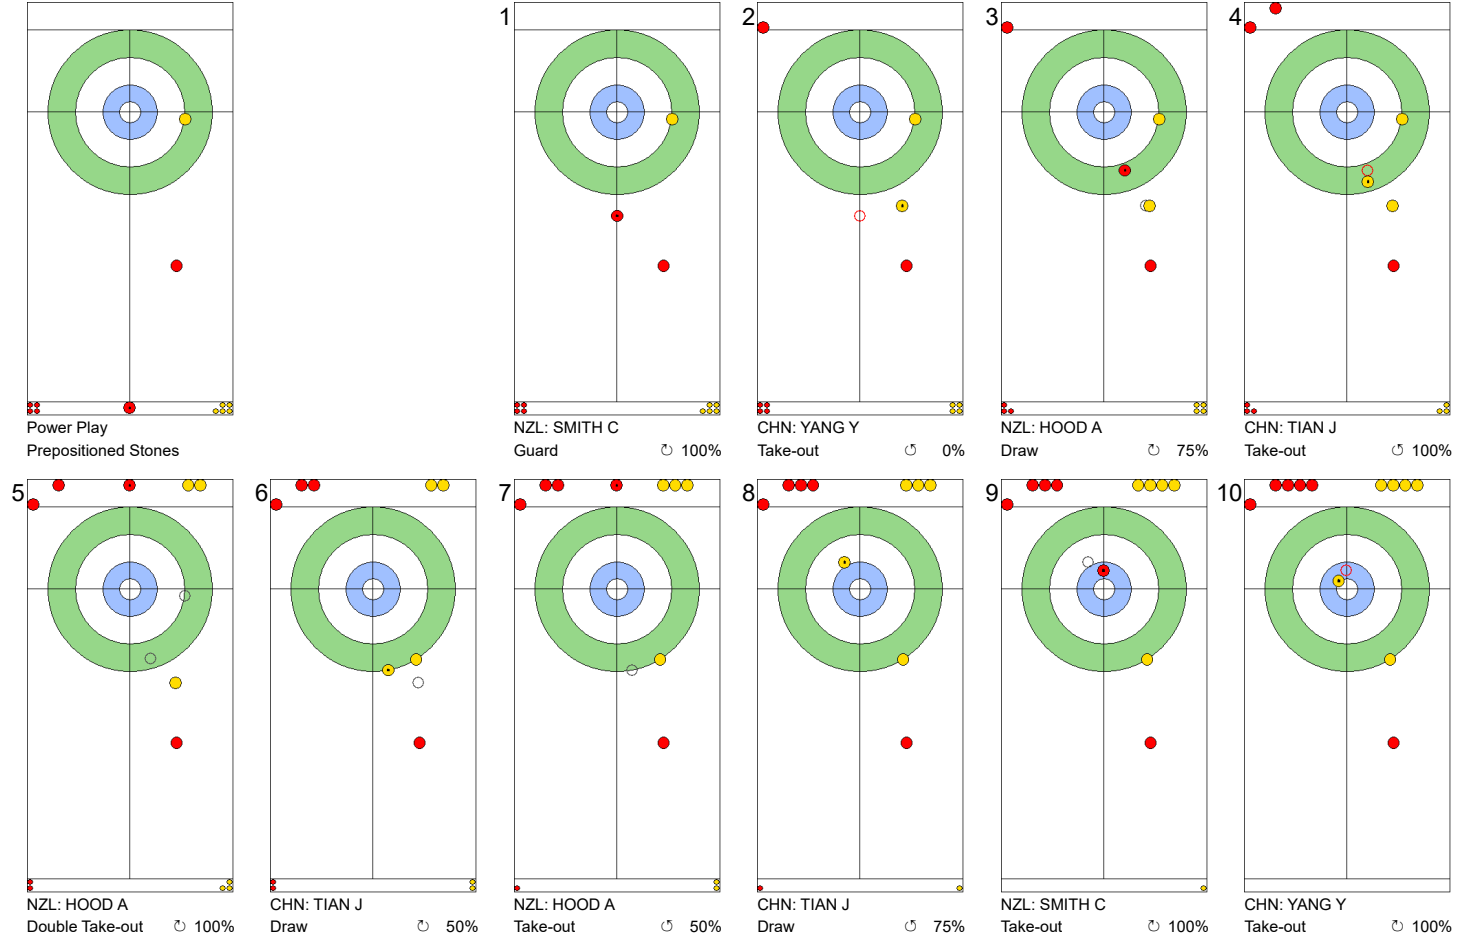 Power Play
Prepositioned Stones
1
NZL: SMITH C
Guard ↻ 100%
2
CHN: YANG Y
Take-out ↺ 0%
3
NZL: HOOD A
Draw ↻ 75%
4
CHN: TIAN J
Take-out ↺ 100%
5
NZL: HOOD A
Double Take-out ↻ 100%
6
CHN: TIAN J
Draw ↻ 50%
7
NZL: HOOD A
Take-out ↻ 50%
8
CHN: TIAN J
Draw ↺ 75%
9
NZL: SMITH C
Take-out ↻ 100%
10
CHN: YANG Y
Take-out ↻ 100%